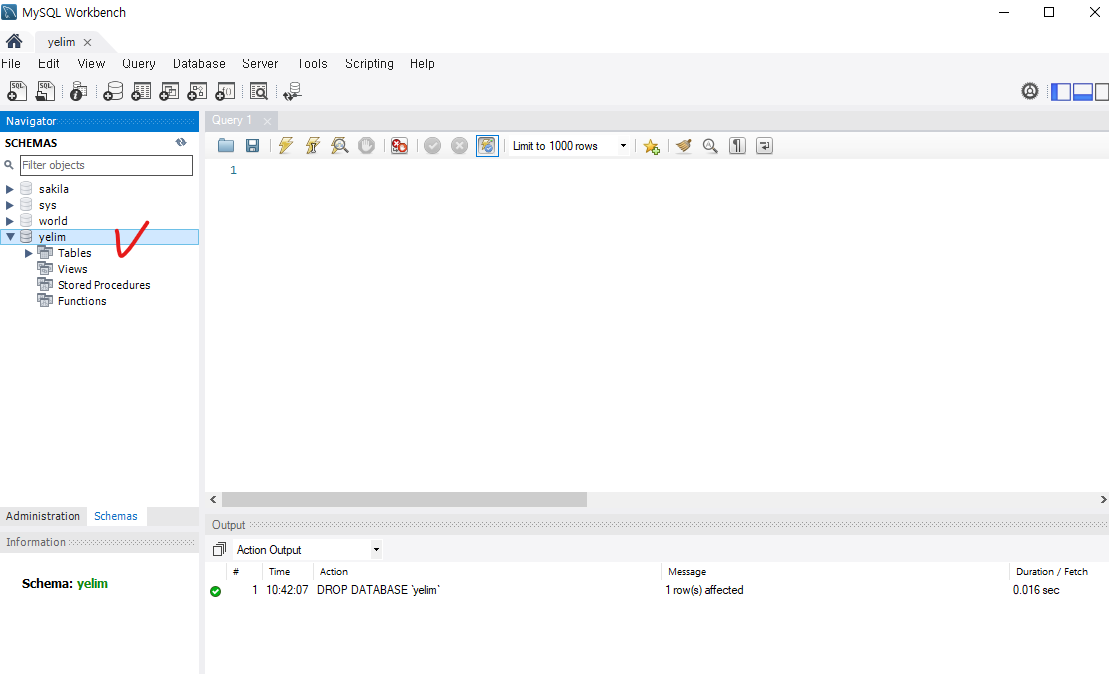 MySQL Workbench
yelim
File Edit View Query Database Server Tools Scripting Help
Navigator
SCHEMAS
Filter objects
sakila
sys
world
yelim
Tables
Views
Stored Procedures
Functions
Administration Schemas
Information
Schema: yelim
Query 1
Limit to 1000 rows
1
Output
Action Output
# Time Action Message Duration / Fetch
1 10:42:07 DROP DATABASE `yelim` 1 row(s) affected 0.016 sec